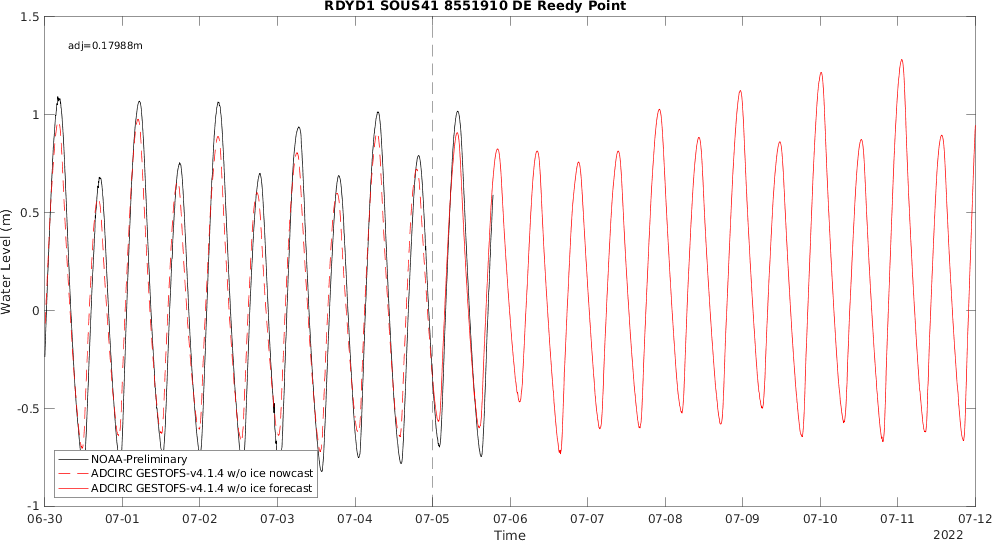 RDYD1 SOUS41 8551910 DE Reedy Point
adj=0.17988m
1.5
1
0.5
0
-0.5
-1
Water Level (m)
NOAA-Preliminary
ADCIRC GESTOFS-v4.1.4 w/o ice nowcast
ADCIRC GESTOFS-v4.1.4 w/o ice forecast
06-30 07-01 07-02 07-03 07-04 07-05 07-06 07-07 07-08 07-09 07-10 07-11 07-12
Time
2022